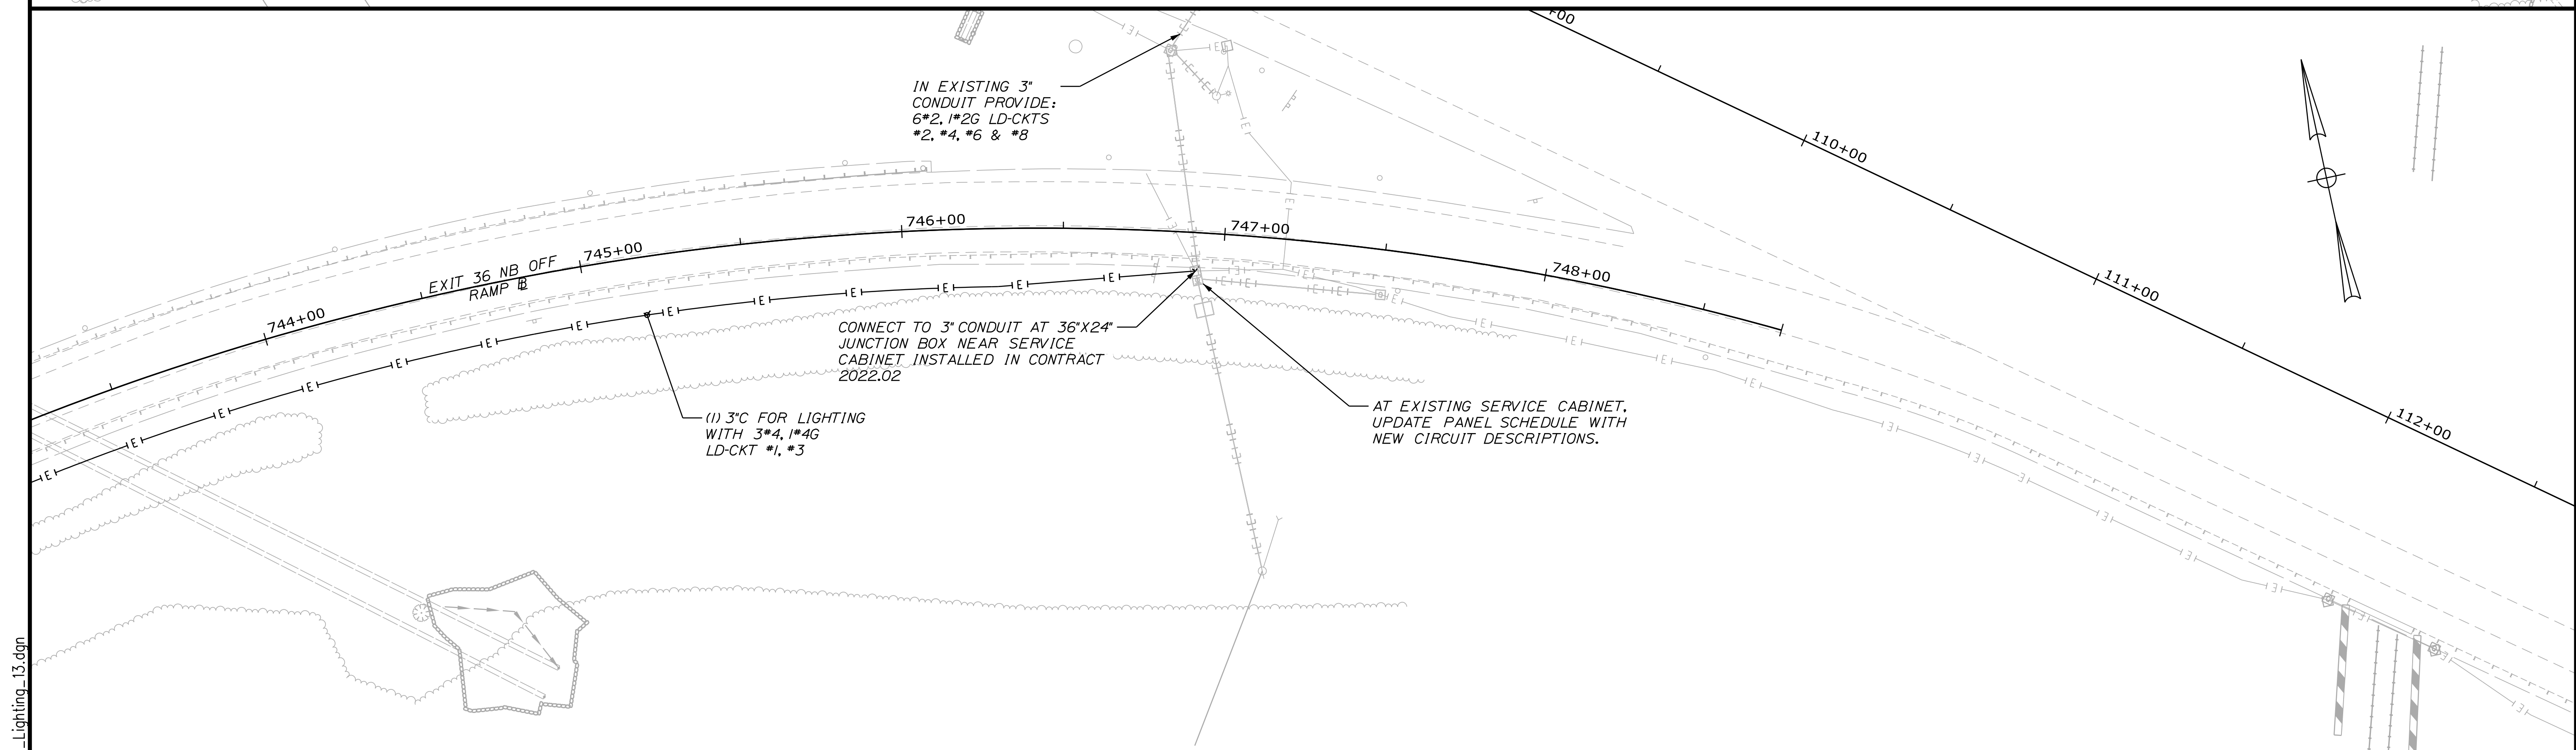 +00
IN EXISTING 3"
CONDUIT PROVIDE:
6#2, 1#2G LD-CKTS
#2, #4, #6 & #8
110+00
746+00
747+00
745+00
EXIT 36 NB OFF
RAMP B
748+00
111+00
744+00
CONNECT TO 3" CONDUIT AT 36"X24"
JUNCTION BOX NEAR SERVICE
CABINET INSTALLED IN CONTRACT
2022.02
(1) 3"C FOR LIGHTING
WITH 3#4, 1#4G
LD-CKT #1, #3
AT EXISTING SERVICE CABINET,
UPDATE PANEL SCHEDULE WITH
NEW CIRCUIT DESCRIPTIONS.
112+00
_Lighting_13.dgn